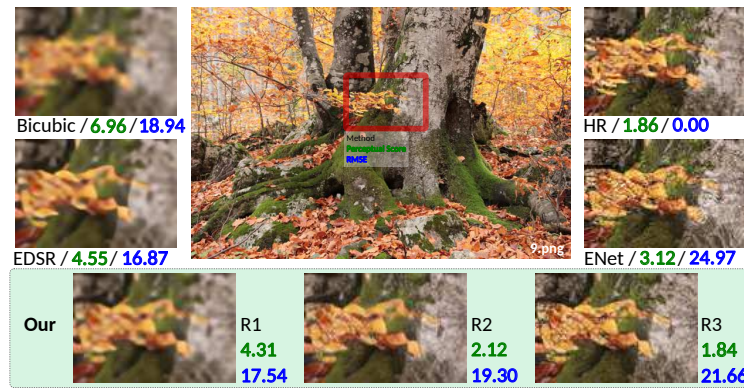 Bicubic / 6.96 / 18.94
HR / 1.86 / 0.00
Method
Perceptual Score
RMSE
9.png
EDSR / 4.55 / 16.87
ENet / 3.12 / 24.97
Our
R1
4.31
17.54
R2
2.12
19.30
R3
1.84
21.66